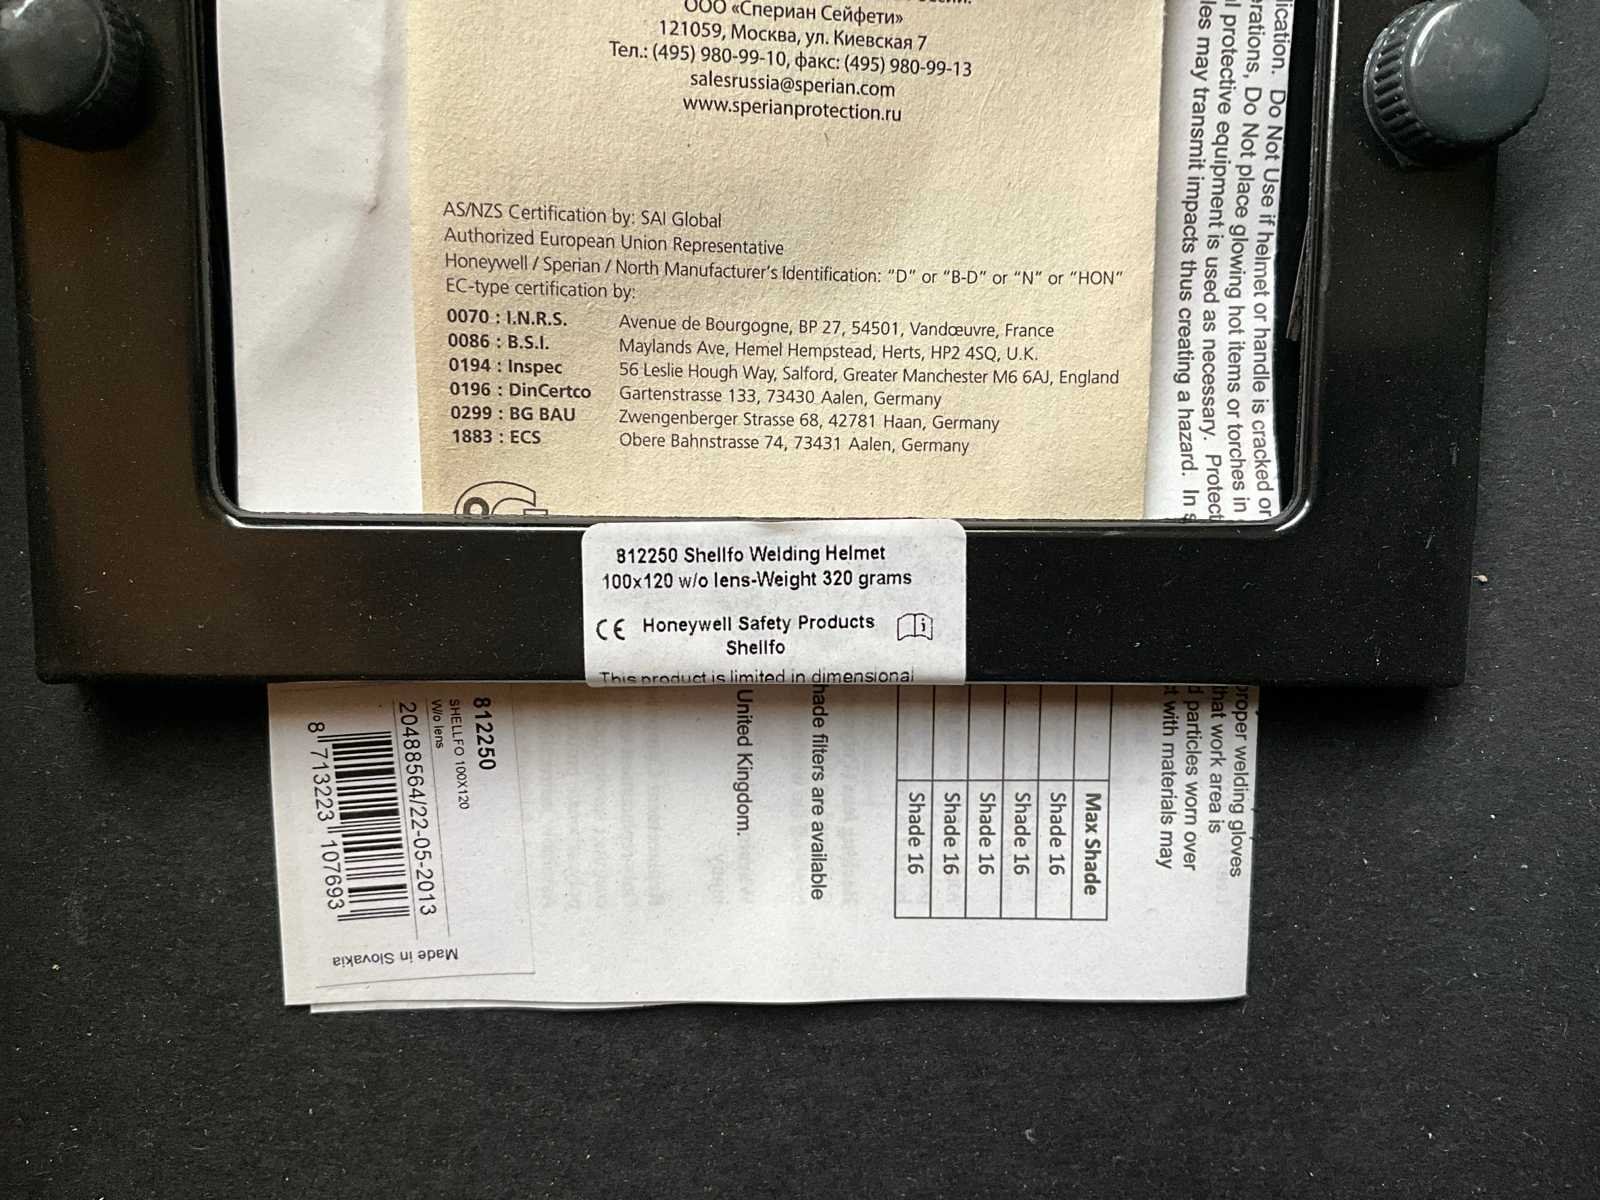 ООО «Спериан Сейфети»
121059, Москва, ул. Киевская 7
Тел.: (495) 980-99-10, факс: (495) 980-99-13
salesrussia@sperian.com
www.sperianprotection.ru
AS/NZS Certification by: SAI Global
Authorized European Union Representative
Honeywell / Sperian / North Manufacturer's Identification: "D" or "B-D" or "N" or "HON"
EC-type certification by:
0070 : I.N.R.S. Avenue de Bourgogne, BP 27, 54501, Vandœuvre, France
0086 : B.S.I. Maylands Ave, Hemel Hempstead, Herts, HP2 4SQ, U.K.
0194 : Inspec 56 Leslie Hough Way, Salford, Greater Manchester M6 6AJ, England
0196 : DinCertco Gartenstrasse 133, 73430 Aalen, Germany
0299 : BG BAU Zwengenberger Strasse 68, 42781 Haan, Germany
1883 : ECS Obere Bahnstrasse 74, 73431 Aalen, Germany
Do Not Use if helmet or handle is cracked or
Do Not place glowing hot items or torches in
protective equipment is used as necessary.
may transmit impacts thus creating a hazard. In
812250 Shellfo Welding Helmet
100x120 w/o lens-Weight 320 grams
CE Honeywell Safety Products
Shellfo
This product is limited in dimensional
proper welding gloves
that work area is
particles worn over
with materials may
Max Shade
Shade 16
Shade 16
Shade 16
Shade 16
Shade 16
filters are available
United Kingdom.
812250
SHELLFO 100X120
W/o lens
20488564/22-05-2013
8 713223 107693
Made in Slovakia